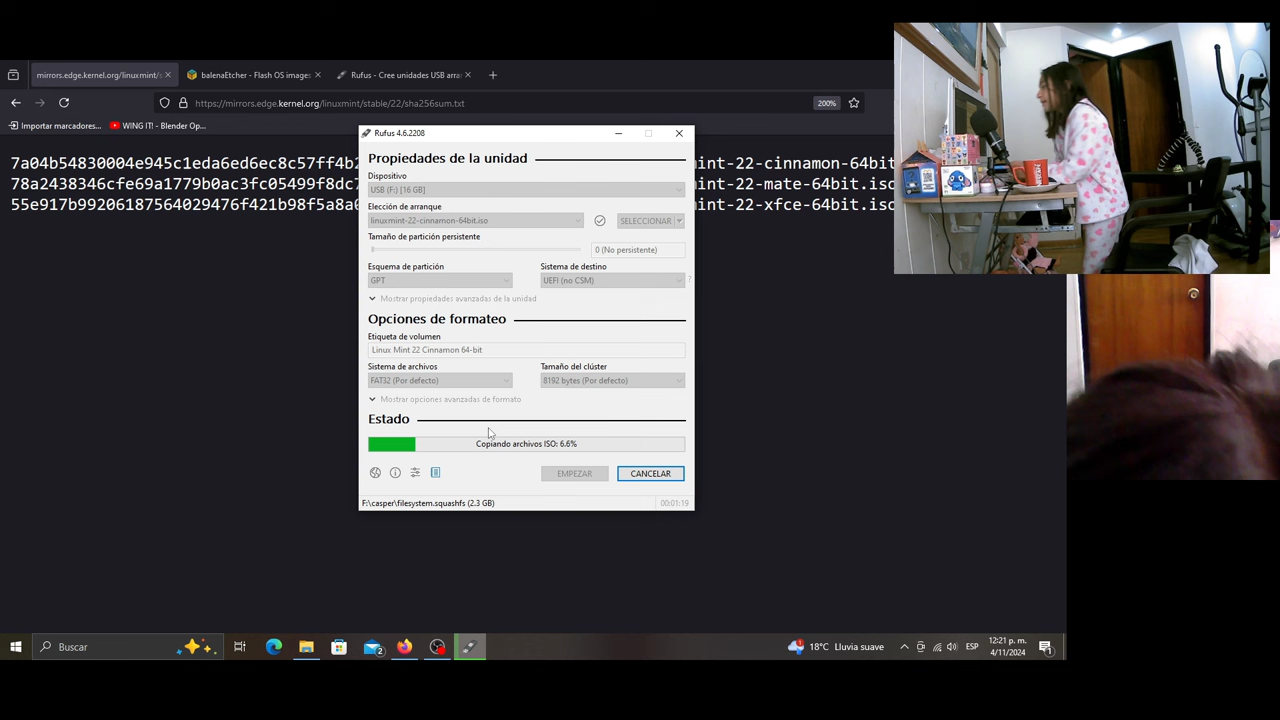 mirrors.edge.kernel.org/linuxmint/s
balenaEtcher - Flash OS images
Rufus - Cree unidades USB arra
https://mirrors.edge.kernel.org/linuxmint/stable/22/sha256sum.txt
200%
Importar marcadores...
WING IT! - Blender Op...
Rufus 4.6.2208
7a04b54830004e945c1eda6ed6ec8c57ff4b2
mint-22-cinnamon-64bit
78a2438346cfe69a1779b0ac3fc05499f8dc7
mint-22-mate-64bit.iso
55e917b99206187564029476f421b98f5a8a0
mint-22-xfce-64bit.iso
Propiedades de la unidad
Dispositivo
USB (F:) [16 GB]
Elección de arranque
linuxmint-22-cinnamon-64bit.iso
SELECCIONAR
Tamaño de partición persistente
0 (No persistente)
Esquema de partición
Sistema de destino
GPT
UEFI (no CSM)
?
Mostrar propiedades avanzadas de la unidad
Opciones de formateo
Etiqueta de volumen
Linux Mint 22 Cinnamon 64-bit
Sistema de archivos
Tamaño del clúster
FAT32 (Por defecto)
8192 bytes (Por defecto)
Mostrar opciones avanzadas de formato
Estado
Copiando archivos ISO: 6.6%
EMPEZAR
CANCELAR
F:\casper\filesystem.squashfs (2.3 GB)
00:01:19
Buscar
2
18°C Lluvia suave
ESP
12:21 p. m.
4/11/2024
1